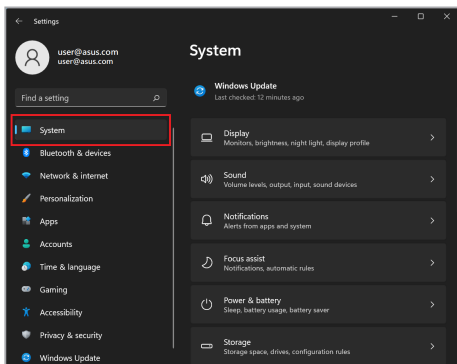 Settings
user@asus.com
user@asus.com
Find a setting
System
Bluetooth & devices
Network & internet
Personalization
Apps
Accounts
Time & language
Gaming
Accessibility
Privacy & security
Windows Update
System
Windows Update
Last checked: 12 minutes ago
Display
Monitors, brightness, night light, display profile
Sound
Volume levels, output, input, sound devices
Notifications
Alerts from apps and system
Focus assist
Notifications, automatic rules
Power & battery
Sleep, battery usage, battery saver
Storage
Storage space, drives, configuration rules